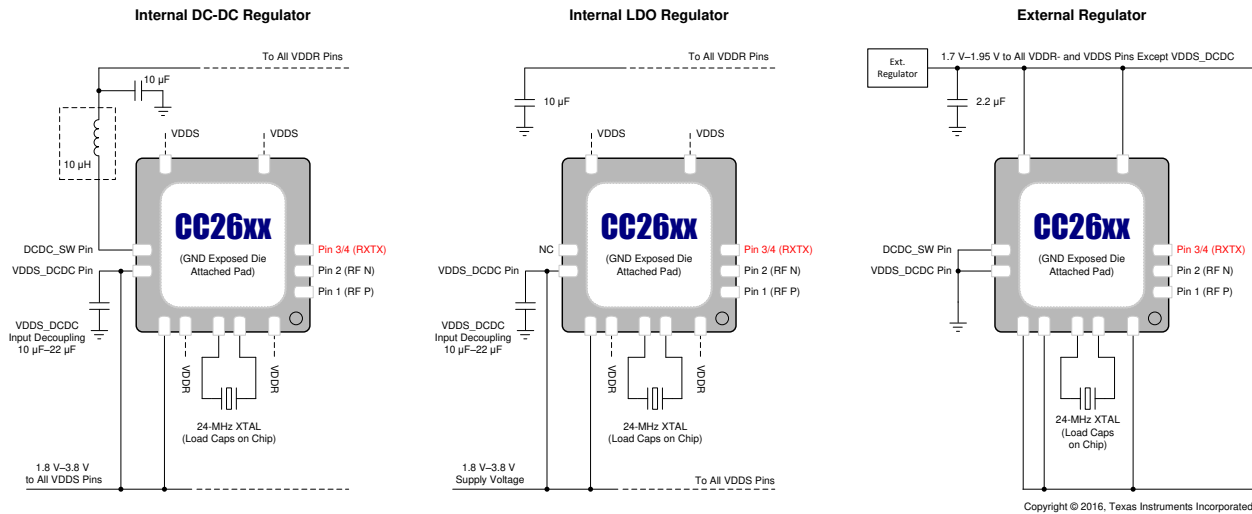 Internal DC-DC Regulator
To All VDDR Pins
10 µF
10 µH
VDDS
VDDS
CC26xx
(GND Exposed Die
Attached Pad)
DCDC_SW Pin
VDDS_DCDC Pin
Pin 3/4 (RXTX)
Pin 2 (RF N)
Pin 1 (RF P)
VDDS_DCDC
Input Decoupling
10 µF–22 µF
VDDR
VDDR
24-MHz XTAL
(Load Caps on Chip)
1.8 V–3.8 V
to All VDDS Pins
Internal LDO Regulator
To All VDDR Pins
10 µF
VDDS
VDDS
CC26xx
(GND Exposed Die
Attached Pad)
NC
VDDS_DCDC Pin
Pin 3/4 (RXTX)
Pin 2 (RF N)
Pin 1 (RF P)
VDDS_DCDC
Input Decoupling
10 µF–22 µF
VDDR
VDDR
24-MHz XTAL
(Load Caps on Chip)
1.8 V–3.8 V
Supply Voltage
To All VDDS Pins
External Regulator
Ext.
Regulator
1.7 V–1.95 V to All VDDR- and VDDS Pins Except VDDS_DCDC
2.2 µF
CC26xx
(GND Exposed Die
Attached Pad)
DCDC_SW Pin
VDDS_DCDC Pin
Pin 3/4 (RXTX)
Pin 2 (RF N)
Pin 1 (RF P)
24-MHz XTAL
(Load Caps
on Chip)
Copyright © 2016, Texas Instruments Incorporated